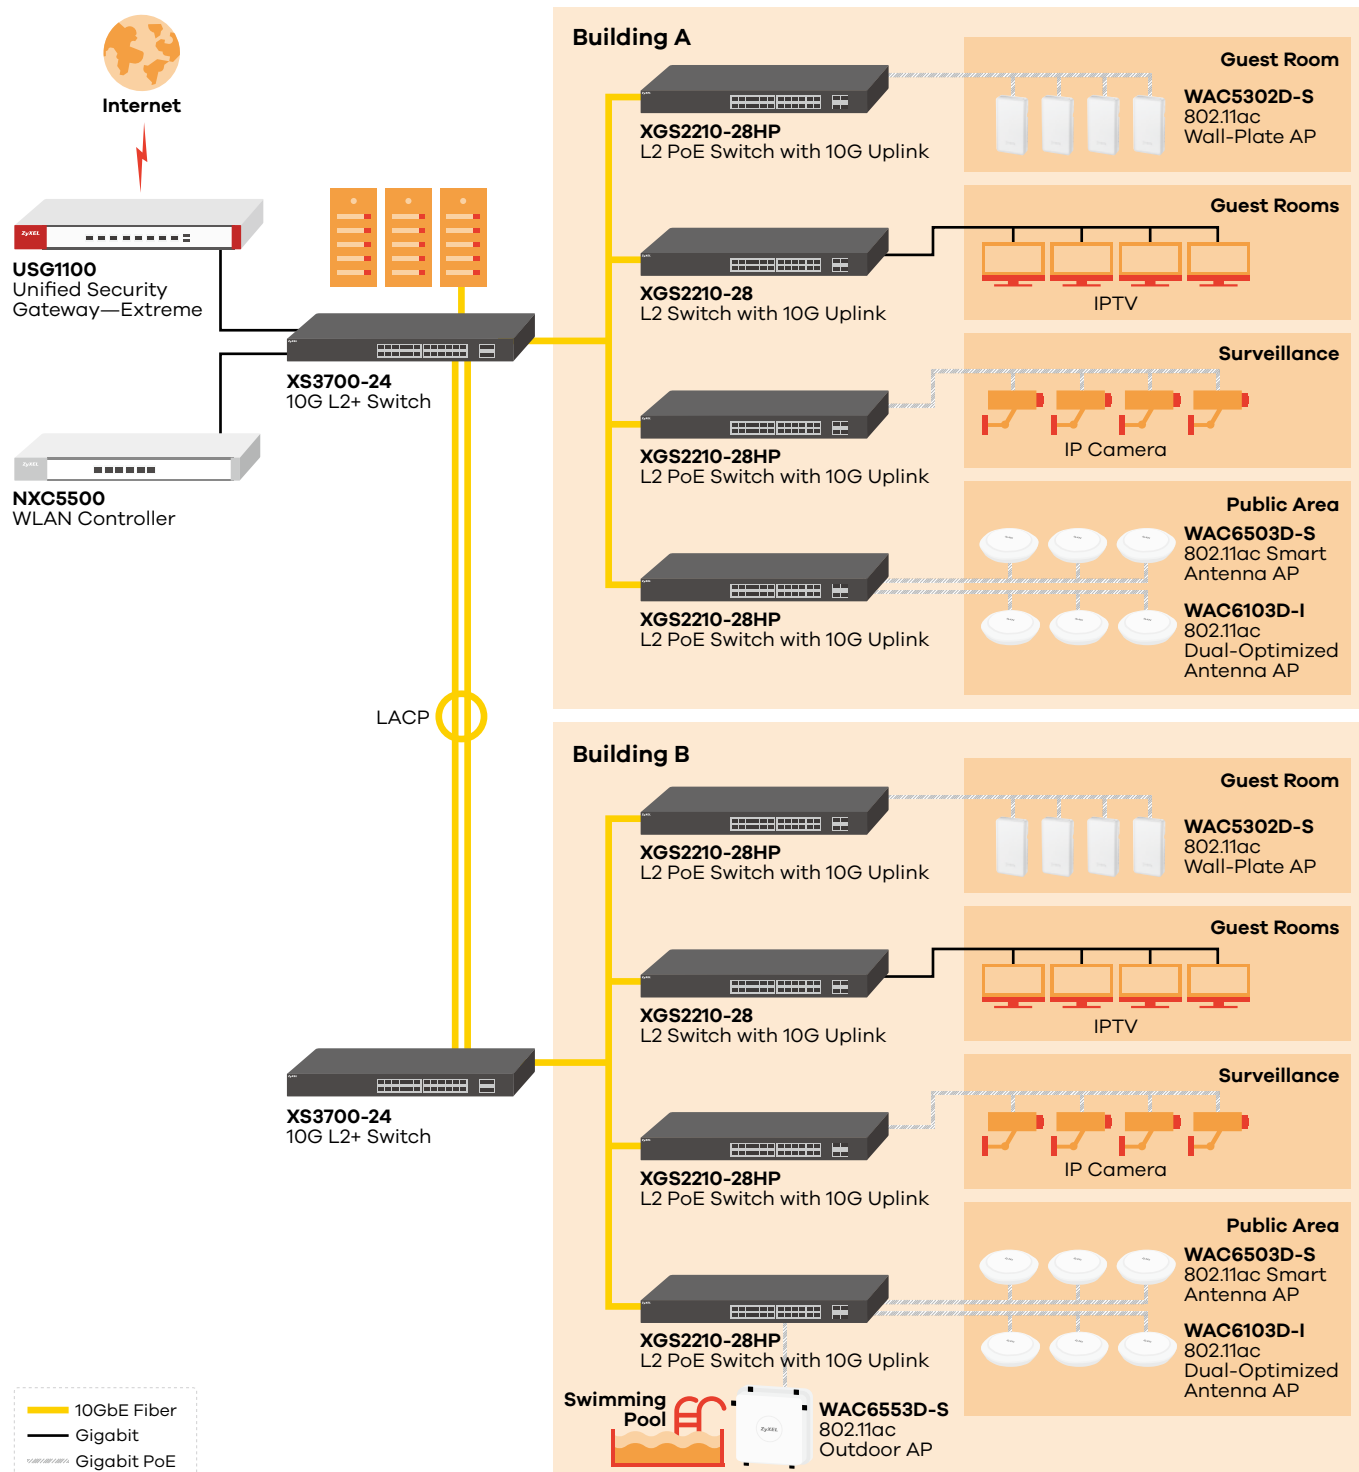 Internet
ZyXEL
USG1100
Unified Security
Gateway—Extreme
XS3700-24
10G L2+ Switch
ZyXEL
NXC5500
WLAN Controller
LACP
XS3700-24
10G L2+ Switch
10GbE Fiber
Gigabit
Gigabit PoE
Building A
XGS2210-28HP
L2 PoE Switch with 10G Uplink
Guest Room
WAC5302D-S
802.11ac
Wall-Plate AP
XGS2210-28
L2 Switch with 10G Uplink
Guest Rooms
IPTV
XGS2210-28HP
L2 PoE Switch with 10G Uplink
Surveillance
IP Camera
XGS2210-28HP
L2 PoE Switch with 10G Uplink
Public Area
WAC6503D-S
802.11ac Smart
Antenna AP
WAC6103D-I
802.11ac
Dual-Optimized
Antenna AP
Building B
XGS2210-28HP
L2 PoE Switch with 10G Uplink
Guest Room
WAC5302D-S
802.11ac
Wall-Plate AP
XGS2210-28
L2 Switch with 10G Uplink
Guest Rooms
IPTV
XGS2210-28HP
L2 PoE Switch with 10G Uplink
Surveillance
IP Camera
XGS2210-28HP
L2 PoE Switch with 10G Uplink
Public Area
WAC6503D-S
802.11ac Smart
Antenna AP
WAC6103D-I
802.11ac
Dual-Optimized
Antenna AP
Swimming
Pool
ZyXEL
WAC6553D-S
802.11ac
Outdoor AP